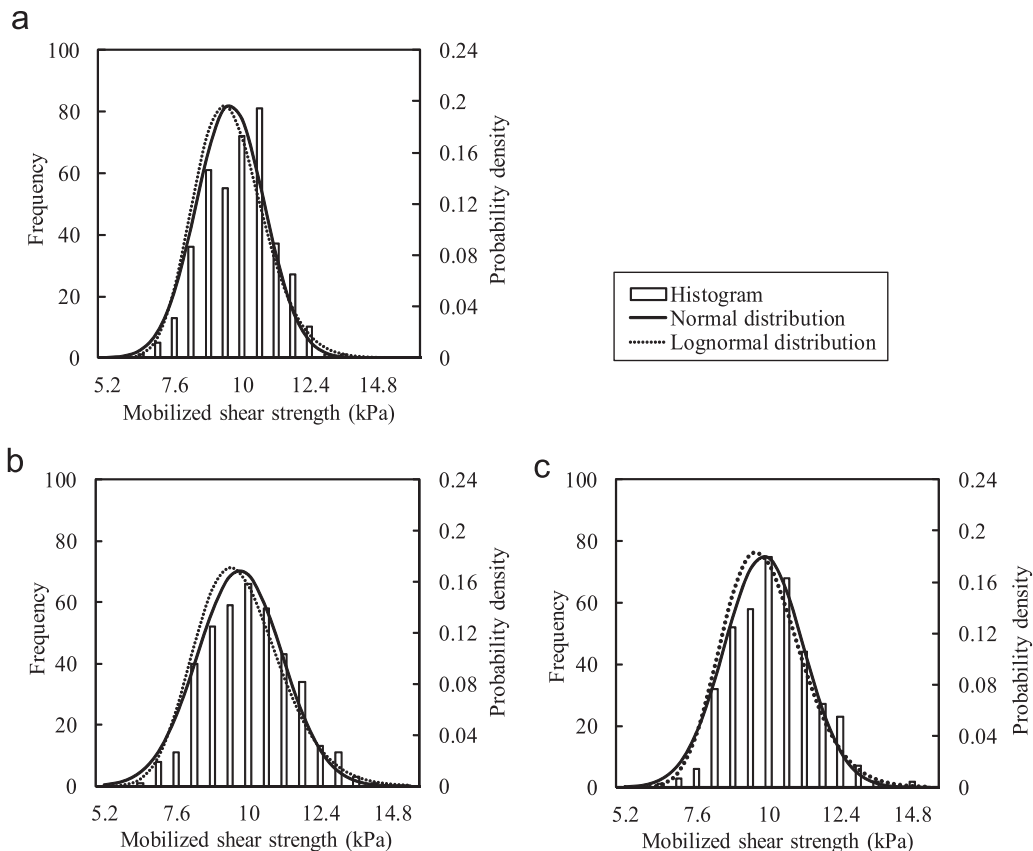 a
100
80
60
40
20
0
Frequency
0.24
0.2
0.16
0.12
0.08
0.04
0
Probability density
5.2 7.6 10 12.4 14.8
Mobilized shear strength (kPa)
Histogram
Normal distribution
Lognormal distribution
b
100
80
60
40
20
0
Frequency
0.24
0.2
0.16
0.12
0.08
0.04
0
Probability density
5.2 7.6 10 12.4 14.8
Mobilized shear strength (kPa)
c
100
80
60
40
20
0
Frequency
0.24
0.2
0.16
0.12
0.08
0.04
0
Probability density
5.2 7.6 10 12.4 14.8
Mobilized shear strength (kPa)